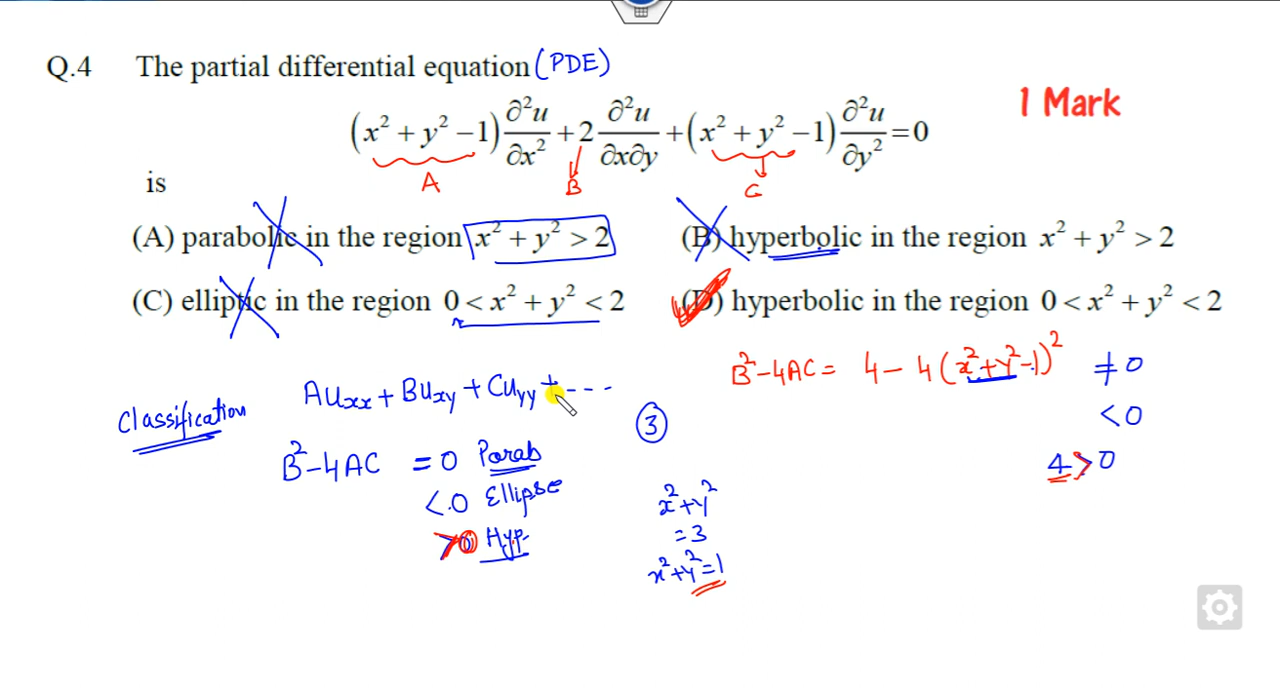 Q.4 The partial differential equation (PDE)
1 Mark
(x² + y² −1) ∂²u/∂x² + 2 ∂²u/∂x∂y + (x² + y² −1) ∂²u/∂y² = 0
A B C
is
(A) parabolic in the region x² + y² > 2 (B) hyperbolic in the region x² + y² > 2
(C) elliptic in the region 0 < x² + y² < 2 (D) hyperbolic in the region 0 < x² + y² < 2
B²−4AC = 4 − 4(x²+y²−1)² ≠ 0
< 0
4 > 0
Classification AUxx + BUxy + CUyy + ---
B²−4AC = 0 Parab
< 0 Ellipse
> 0 Hyp
3
x²+y²
= 3
x²+y²=1